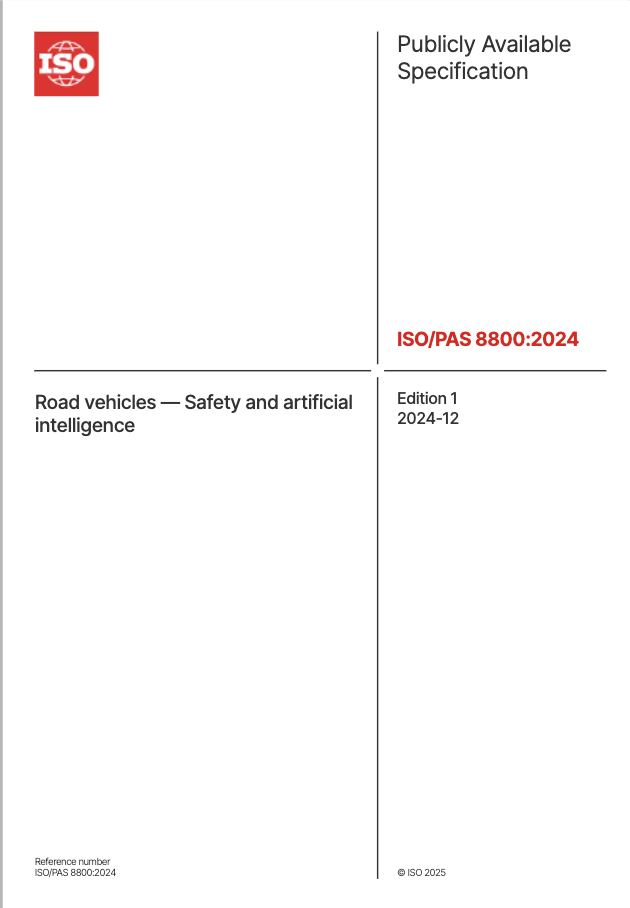 ISO
Publicly Available
Specification
ISO/PAS 8800:2024
Road vehicles — Safety and artificial
intelligence
Edition 1
2024-12
Reference number
ISO/PAS 8800:2024
© ISO 2025